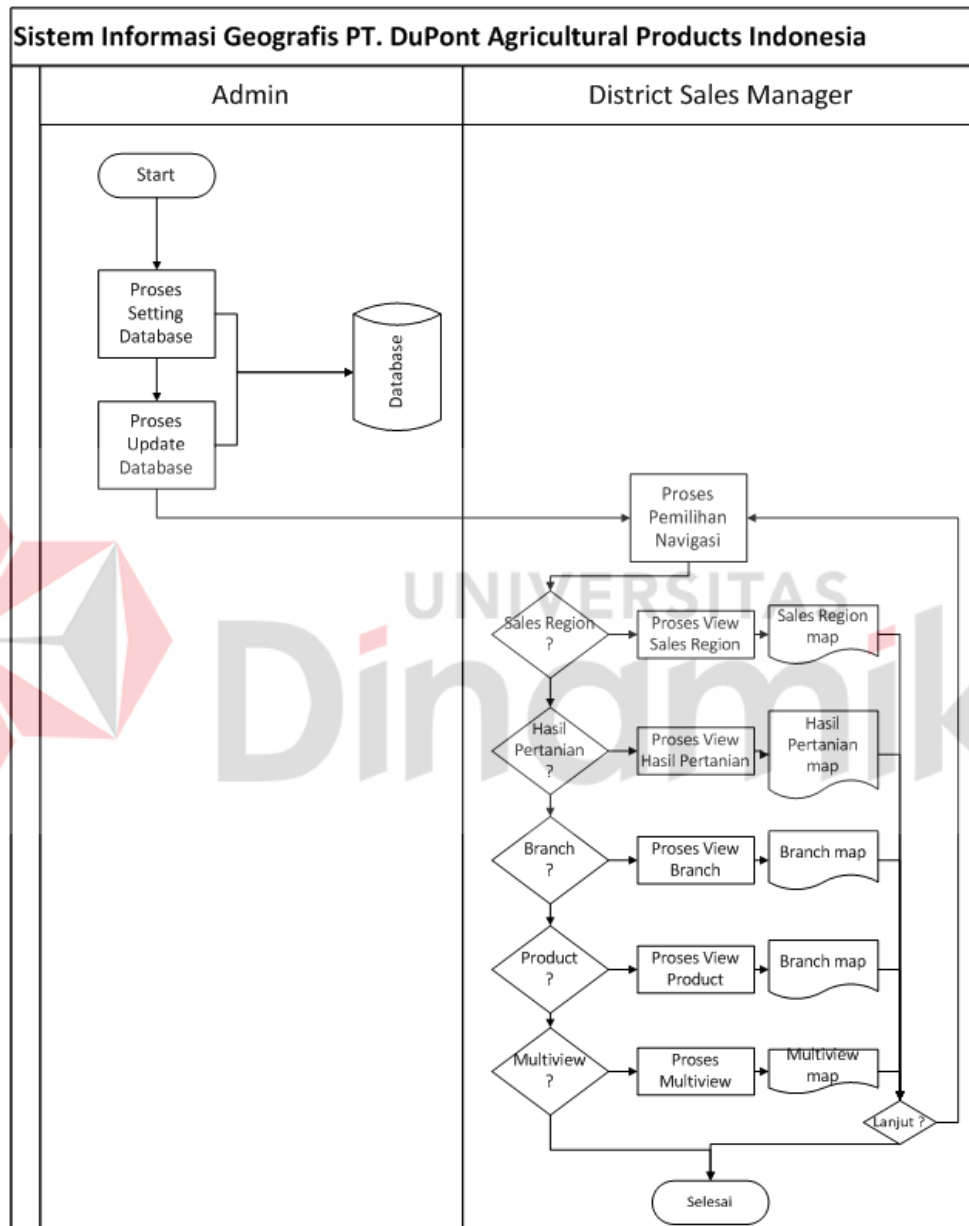 Sistem Informasi Geografis PT. DuPont Agricultural Products Indonesia
Admin
District Sales Manager
Start
Proses
Setting
Database
Database
Proses
Update
Database
Proses
Pemilihan
Navigasi
UNIVERSITAS
Dinamik
Sales Region
?
Proses View
Sales Region
Sales Region
map
Hasil
Pertanian
?
Proses View
Hasil Pertanian
Hasil
Pertanian
map
Branch
?
Proses View
Branch
Branch map
Product
?
Proses View
Product
Branch map
Multiview
?
Proses
Multiview
Multiview
map
Lanjut ?
Selesai